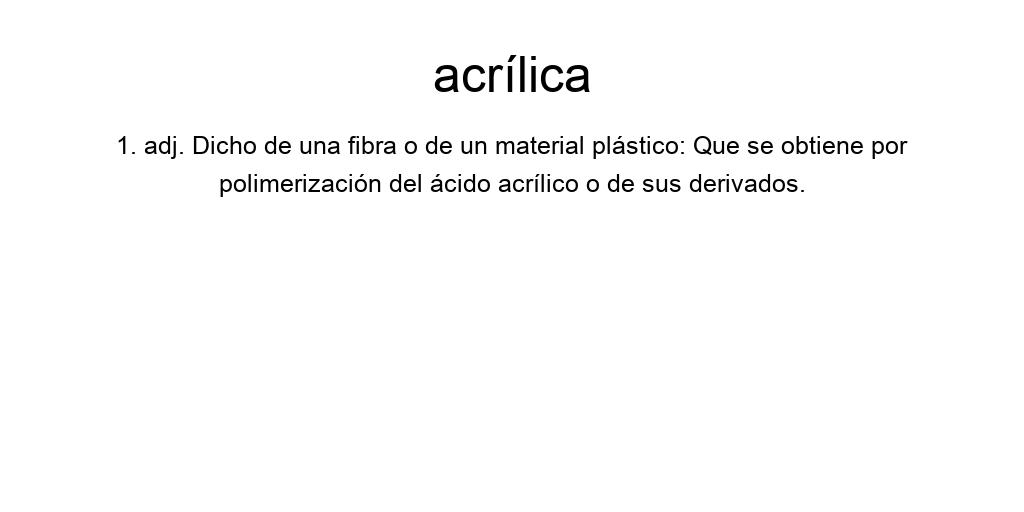 acrílica
1. adj. Dicho de una fibra o de un material plástico: Que se obtiene por
polimerización del ácido acrílico o de sus derivados.